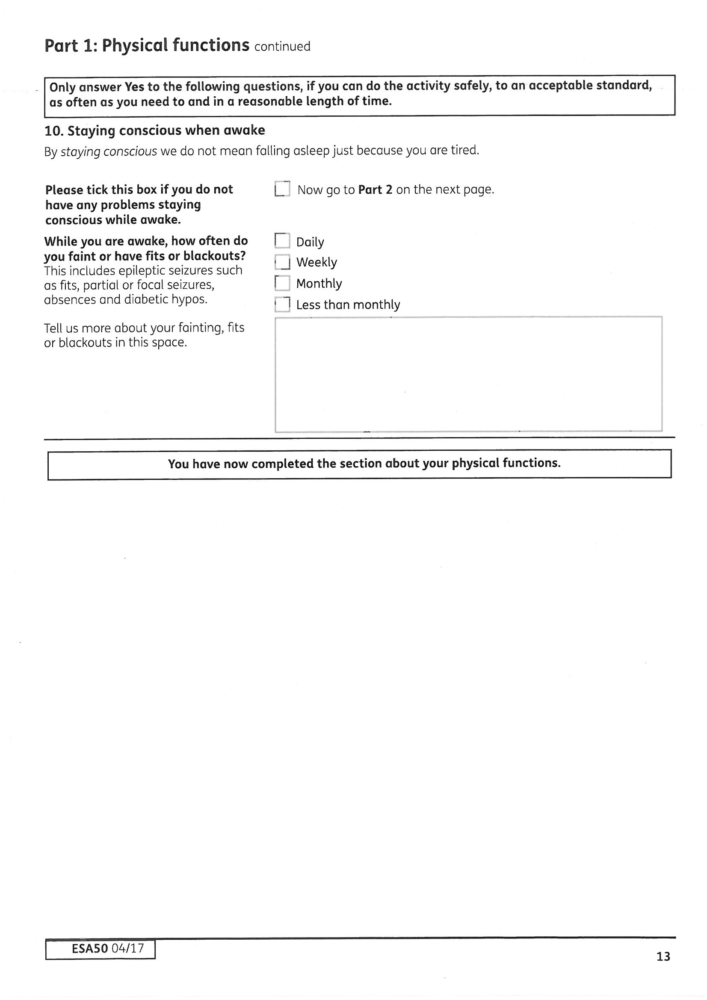 Part 1: Physical functions continued
Only answer Yes to the following questions, if you can do the activity safely, to an acceptable standard,
as often as you need to and in a reasonable length of time.
10. Staying conscious when awake
By staying conscious we do not mean falling asleep just because you are tired.
Please tick this box if you do not
have any problems staying
conscious while awake.
Now go to Part 2 on the next page.
While you are awake, how often do
you faint or have fits or blackouts?
This includes epileptic seizures such
as fits, partial or focal seizures,
absences and diabetic hypos.
Daily
Weekly
Monthly
Less than monthly
Tell us more about your fainting, fits
or blackouts in this space.
You have now completed the section about your physical functions.
ESA50 04/17
13